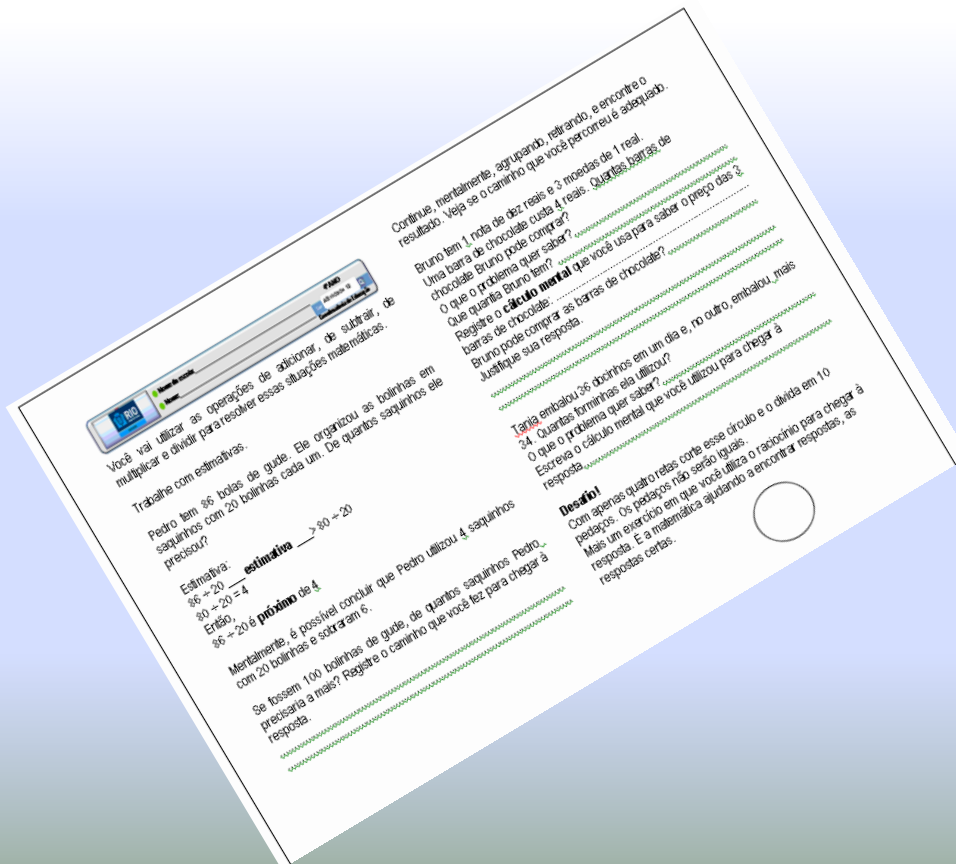 4º ANO
Nome da escola:
Nome:
RIO
Você vai utilizar as operações de adicionar, de subtrair, de
multiplicar e dividir para resolver essas situações matemáticas.
Trabalhe com estimativas.
Pedro tem 86 bolas de gude. Ele organizou as bolinhas em
saquinhos com 20 bolinhas cada um. De quantos saquinhos ele
precisou?
Estimativa:
86 ÷ 20 ___estimativa ___> 80 ÷ 20
80 ÷ 20 = 4
Então,
86 ÷ 20 é próximo de 4
Mentalmente, é possível concluir que Pedro utilizou 4 saquinhos
com 20 bolinhas e sobraram 6.
Se fossem 100 bolinhas de gude, de quantos saquinhos Pedro
precisaria a mais? Registre o caminho que você fez para chegar à
resposta.
Continue, mentalmente, agrupando, retirando, e encontre o
resultado. Veja se o caminho que você percorreu é adequado.
Bruno tem 1 nota de dez reais e 3 moedas de 1 real.
Uma barra de chocolate custa 4 reais. Quantas barras de
chocolate Bruno pode comprar?
O que o problema quer saber?
Que quantia Bruno tem?
Registre o cálculo mental que você usa para saber o preço das 3
barras de chocolate:
Bruno pode comprar as barras de chocolate?
Justifique sua resposta.
Tania embalou 36 docinhos em um dia e, no outro, embalou mais
34. Quantas forminhas ela utilizou?
O que o problema quer saber?
Escreva o cálculo mental que você utilizou para chegar à
resposta
Desafio!
Com apenas quatro retas corte esse círculo e o divida em 10
pedaços. Os pedaços não serão iguais.
Mais um exercício em que você utiliza o raciocínio para chegar à
resposta. É a matemática ajudando a encontrar respostas, as
respostas certas.